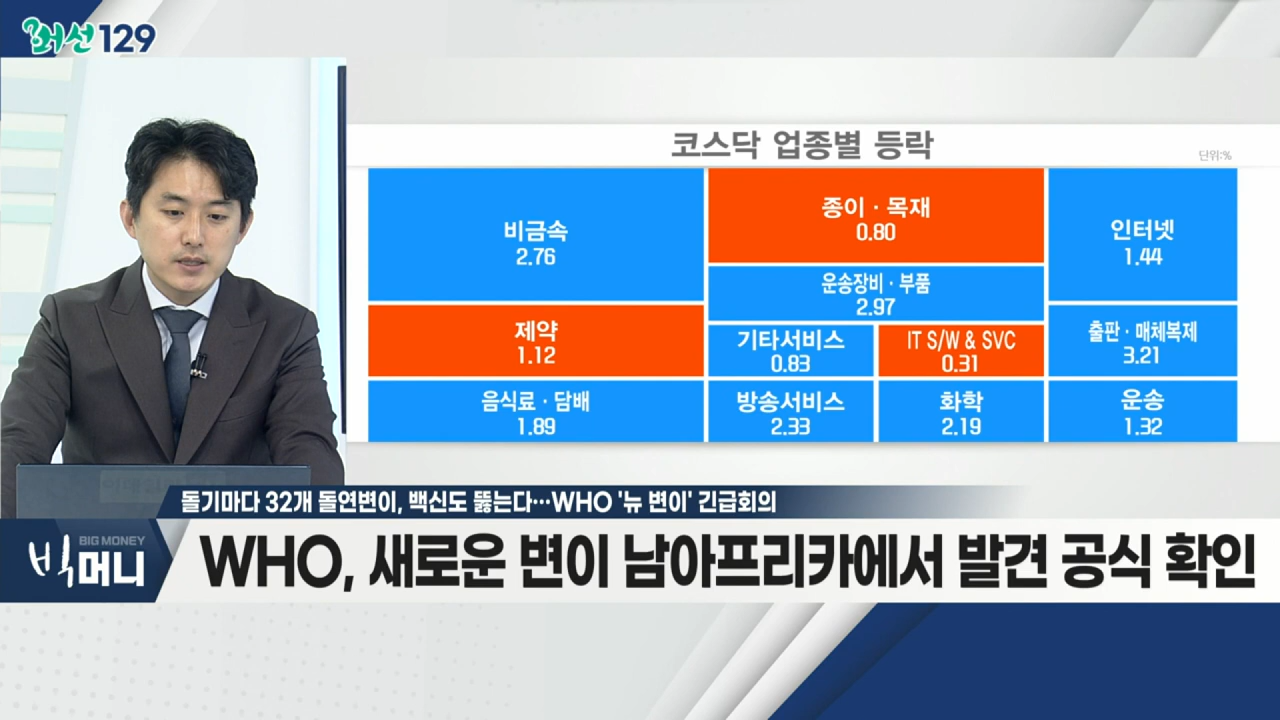 머선129
코스닥 업종별 등락
단위:%
비금속
2.76
종이 · 목재
0.80
인터넷
1.44
운송장비 · 부품
2.97
제약
1.12
기타서비스
0.83
IT S/W & SVC
0.31
출판 · 매체복제
3.21
음식료 · 담배
1.89
방송서비스
2.33
화학
2.19
운송
1.32
돌기마다 32개 돌연변이, 백신도 뚫는다…WHO '뉴 변이' 긴급회의
BIG MONEY
빅머니
WHO, 새로운 변이 남아프리카에서 발견 공식 확인